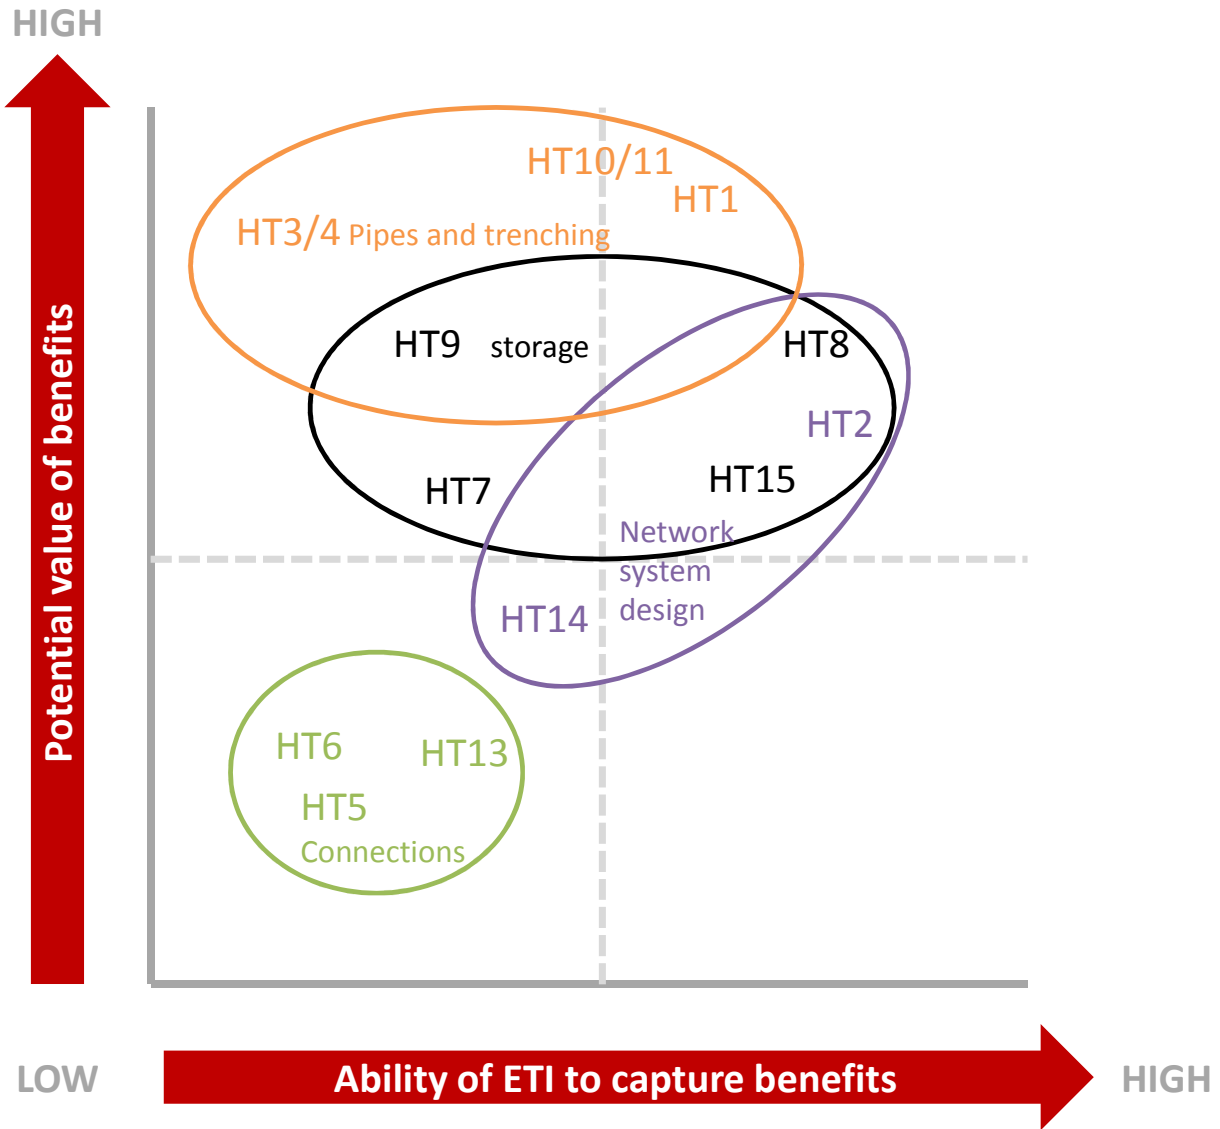 HIGH
HT10/11
HT1
HT3/4 Pipes and trenching
HT9 storage
HT8
HT2
HT7
HT15
Network
system
design
HT14
HT6
HT13
HT5
Connections
Potential value of benefits
LOW
Ability of ETI to capture benefits
HIGH